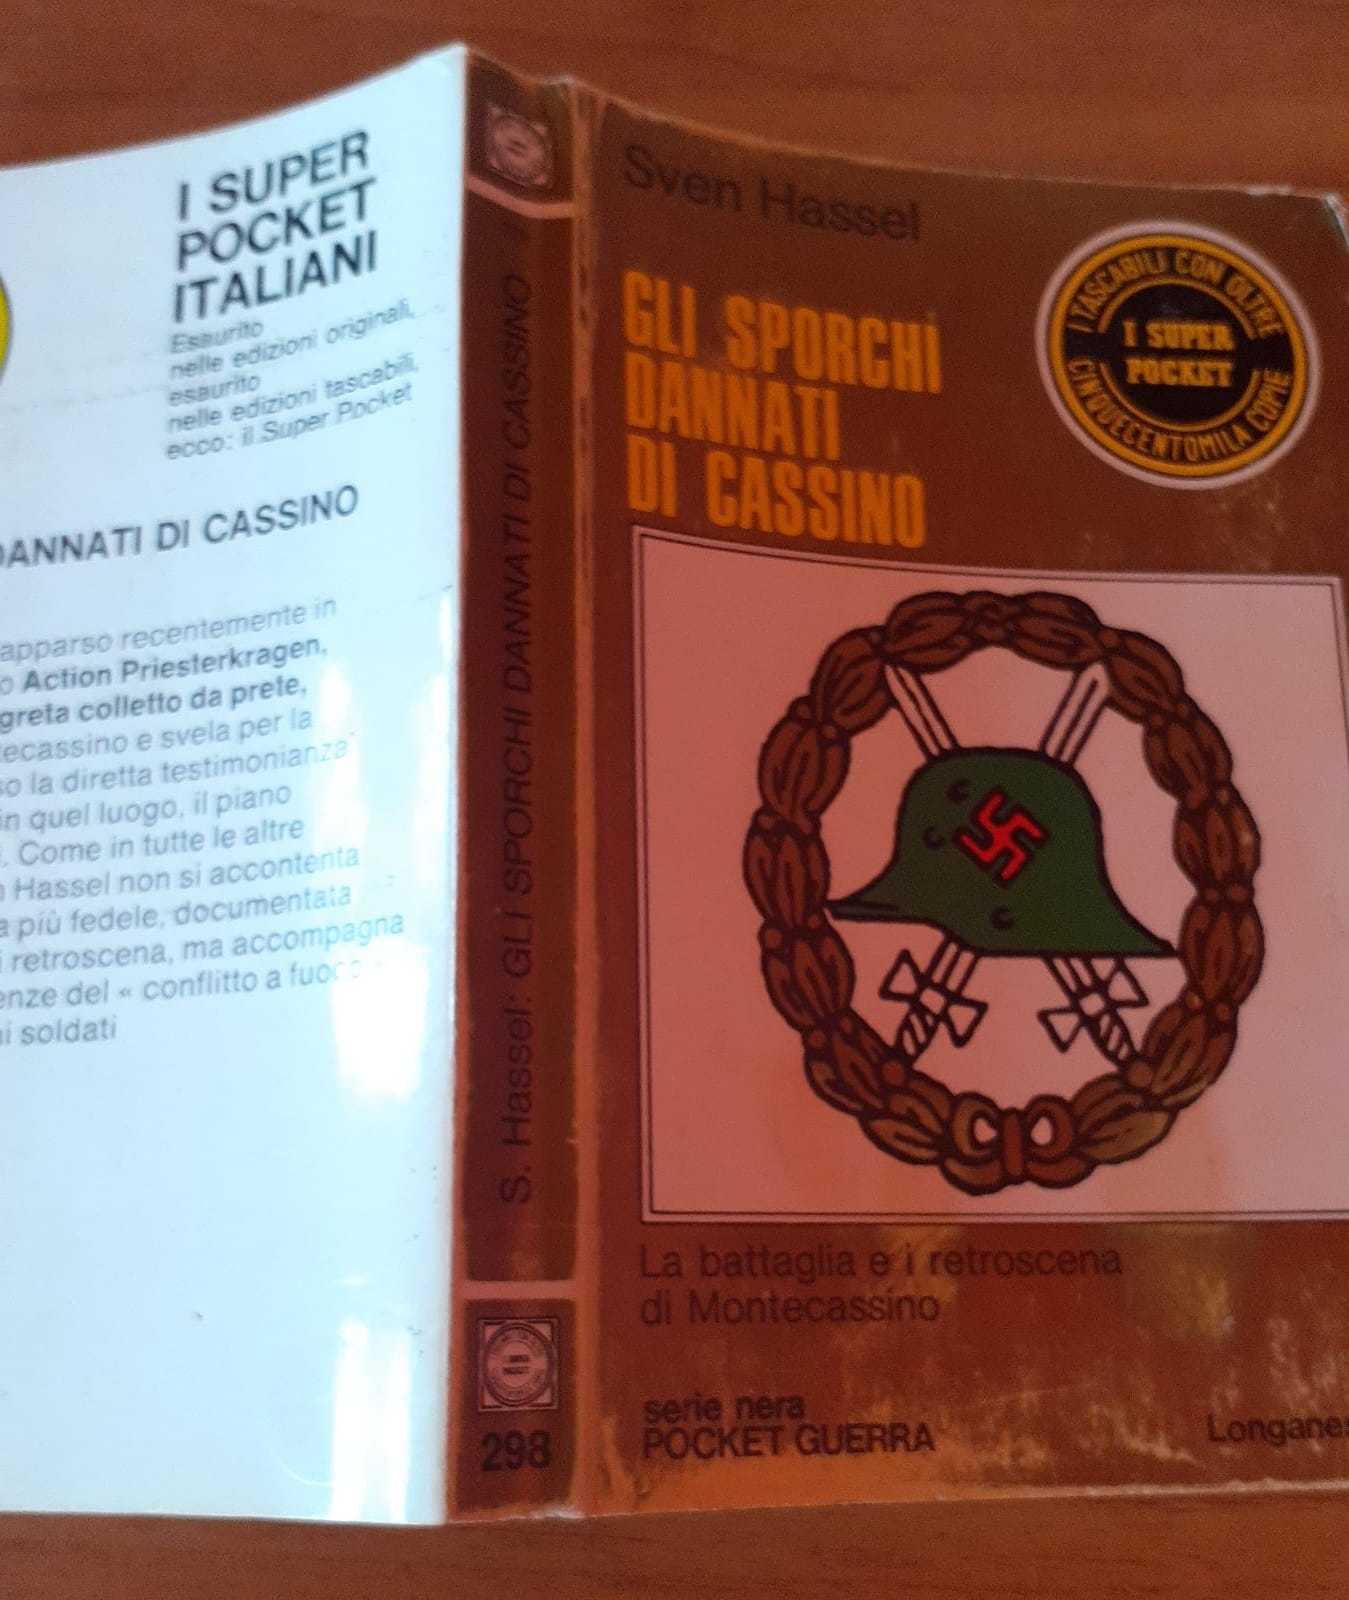 I SUPER
POCKET
ITALIANI
Esaurito
nelle edizioni originali,
esaurito
nelle edizioni tascabili,
ecco: il Super Pocket
DANNATI DI CASSINO
apparso recentemente in
o Action Priesterkragen,
greta colletto da prete,
tecassino e svela per la
so la diretta testimonianza
in quel luogo, il piano
. Come in tutte le altre
n Hassel non si accontenta
a più fedele, documentata
i retroscena, ma accompagna
enze del « conflitto a fuoco
ni soldati
S. Hassel: GLI SPORCHI DANNATI DI CASSINO
298
Sven Hassel
GLI SPORCHI
DANNATI
DI CASSINO
I TASCABILI CON OLTRE
I SUPER
POCKET
CINQUECENTOMILA COPIE
La battaglia e i retroscena
di Montecassino
serie nera
POCKET GUERRA
Longanes